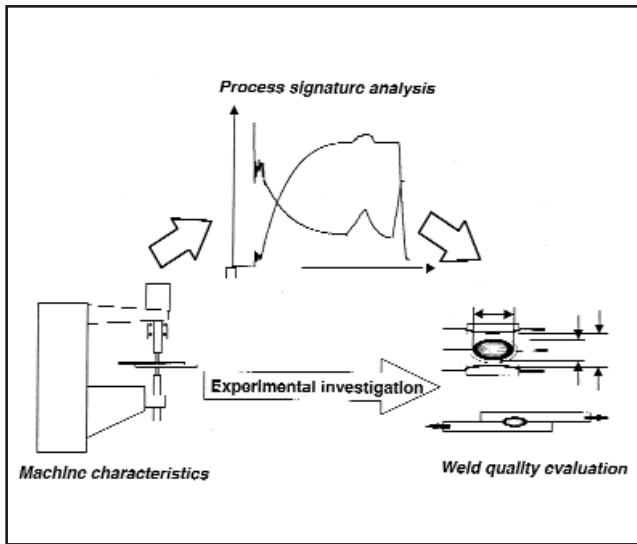 Process signature analysis
Experimental investigation
Machine characteristics
Weld quality evaluation